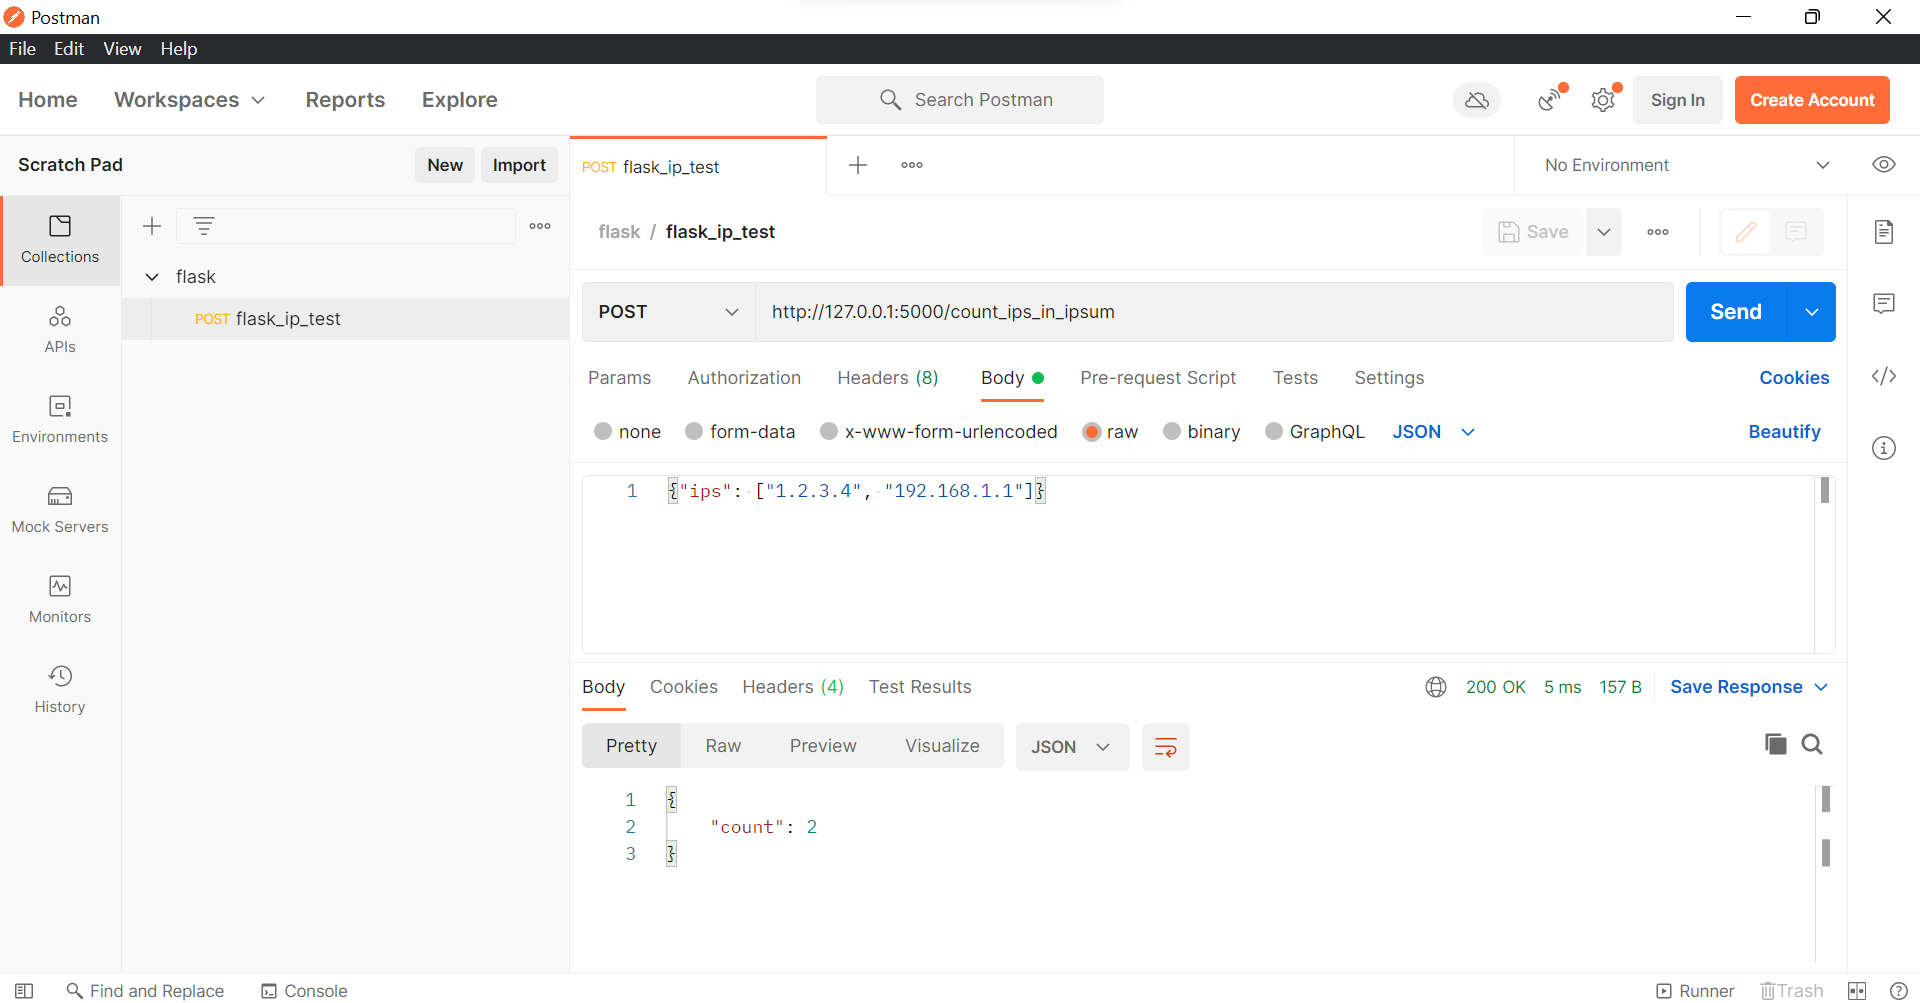 Postman
File Edit View Help
Home Workspaces Reports Explore Search Postman Sign In Create Account
Scratch Pad New Import POST flask_ip_test No Environment
Collections
APIs
Environments
Mock Servers
Monitors
History
flask
POST flask_ip_test
flask / flask_ip_test Save
POST http://127.0.0.1:5000/count_ips_in_ipsum Send
Params Authorization Headers (8) Body Pre-request Script Tests Settings Cookies
none form-data x-www-form-urlencoded raw binary GraphQL JSON Beautify
1 {"ips": ["1.2.3.4", "192.168.1.1"]}
Body Cookies Headers (4) Test Results 200 OK 5 ms 157 B Save Response
Pretty Raw Preview Visualize JSON
1 {
2 "count": 2
3 }
Find and Replace Console Runner Trash